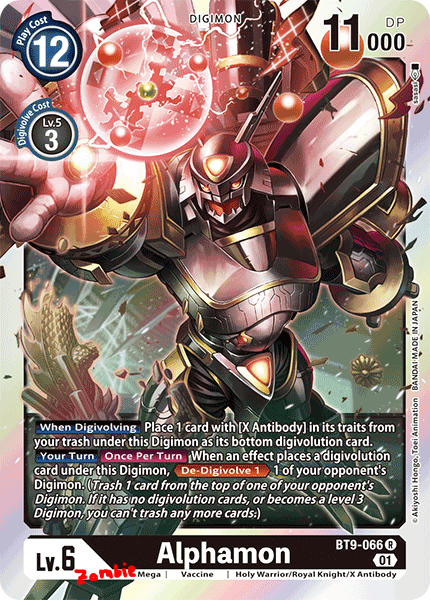 DIGIMON
Play Cost
12
11000
DP
Digivolve Cost
Lv.5
3
When Digivolving Place 1 card with [X Antibody] in its traits from
your trash under this Digimon as its bottom digivolution card.
Your Turn Once Per Turn When an effect places a digivolution
card under this Digimon, De-Digivolve 1 1 of your opponent's
Digimon. (Trash 1 card from the top of one of your opponent's
Digimon. If it has no digivolution cards, or becomes a level 3
Digimon, you can't trash any more cards.)
©Akiyoshi Hongo, Toei Animation BANDAI MADE IN JAPAN
Lv.6
Alphamon
BT9-066 R
01
Zombie
Mega | Vaccine | Holy Warrior/Royal Knight/X Antibody